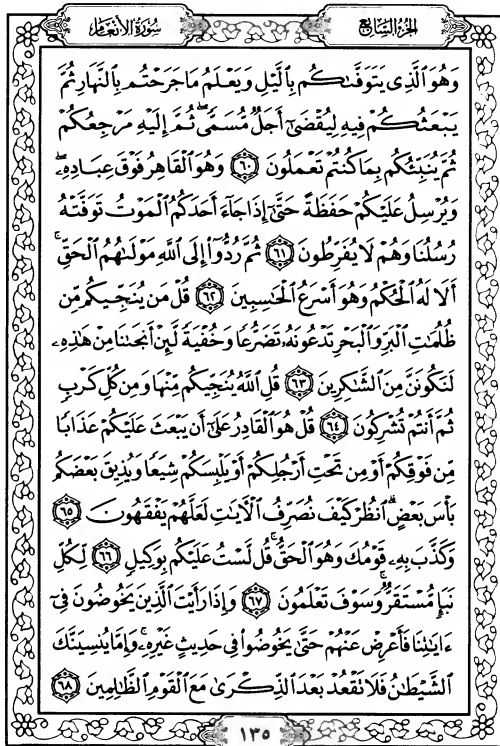 الجزء السابع
سورة الأنعام
وَهُوَ ٱلَّذِي يَتَوَفَّىٰكُم بِٱلَّيْلِ وَيَعْلَمُ مَا جَرَحْتُم بِٱلنَّهَارِ ثُمَّ
يَبْعَثُكُمْ فِيهِ لِيُقْضَىٰٓ أَجَلٌ مُّسَمًّى ۖ ثُمَّ إِلَيْهِ مَرْجِعُكُمْ
ثُمَّ يُنَبِّئُكُم بِمَا كُنتُمْ تَعْمَلُونَ ٦٠ وَهُوَ ٱلْقَاهِرُ فَوْقَ عِبَادِهِۦ ۖ
وَيُرْسِلُ عَلَيْكُمْ حَفَظَةً حَتَّىٰٓ إِذَا جَآءَ أَحَدَكُمُ ٱلْمَوْتُ تَوَفَّتْهُ
رُسُلُنَا وَهُمْ لَا يُفَرِّطُونَ ٦١ ثُمَّ رُدُّوٓا۟ إِلَى ٱللَّهِ مَوْلَىٰهُمُ ٱلْحَقِّ ۚ
أَلَا لَهُ ٱلْحُكْمُ وَهُوَ أَسْرَعُ ٱلْحَٰسِبِينَ ٦٢ قُلْ مَن يُنَجِّيكُم مِّن
ظُلُمَٰتِ ٱلْبَرِّ وَٱلْبَحْرِ تَدْعُونَهُۥ تَضَرُّعًا وَخُفْيَةً لَّئِنْ أَنجَىٰنَا مِنْ هَٰذِهِۦ
لَنَكُونَنَّ مِنَ ٱلشَّٰكِرِينَ ٦٣ قُلِ ٱللَّهُ يُنَجِّيكُم مِّنْهَا وَمِن كُلِّ كَرْبٍ
ثُمَّ أَنتُمْ تُشْرِكُونَ ٦٤ قُلْ هُوَ ٱلْقَادِرُ عَلَىٰٓ أَن يَبْعَثَ عَلَيْكُمْ عَذَابًا
مِّن فَوْقِكُمْ أَوْ مِن تَحْتِ أَرْجُلِكُمْ أَوْ يَلْبِسَكُمْ شِيَعًا وَيُذِيقَ بَعْضَكُم
بَأْسَ بَعْضٍ ۗ ٱنظُرْ كَيْفَ نُصَرِّفُ ٱلْءَايَٰتِ لَعَلَّهُمْ يَفْقَهُونَ ٦٥
وَكَذَّبَ بِهِۦ قَوْمُكَ وَهُوَ ٱلْحَقُّ ۚ قُل لَّسْتُ عَلَيْكُم بِوَكِيلٍ ٦٦ لِّكُلِّ
نَبَإٍ مُّسْتَقَرٌّ ۚ وَسَوْفَ تَعْلَمُونَ ٦٧ وَإِذَا رَأَيْتَ ٱلَّذِينَ يَخُوضُونَ فِىٓ
ءَايَٰتِنَا فَأَعْرِضْ عَنْهُمْ حَتَّىٰ يَخُوضُوا۟ فِى حَدِيثٍ غَيْرِهِۦ ۚ وَإِمَّا يُنسِيَنَّكَ
ٱلشَّيْطَٰنُ فَلَا تَقْعُدْ بَعْدَ ٱلذِّكْرَىٰ مَعَ ٱلْقَوْمِ ٱلظَّٰلِمِينَ ٦٨
١٣٥